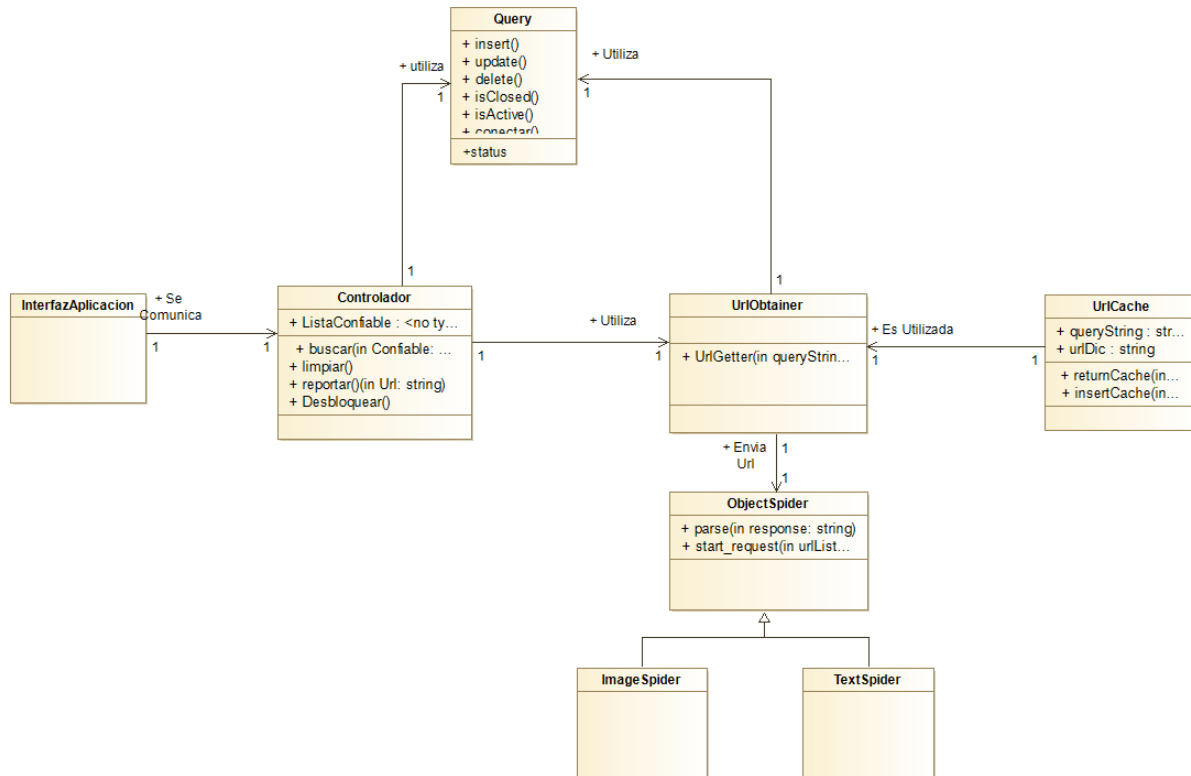 Query
+ insert()
+ update()
+ delete()
+ isClosed()
+ isActive()
+ conectar()
+status
+ utiliza
1
1
+ Utiliza
1
1
InterfazAplicacion
+ Se
Comunica
1
1
Controlador
+ ListaConfiable : <no ty...
+ buscar(in Confiable: ...
+ limpiar()
+ reportar()(in Url: string)
+ Desbloquear()
+ Utiliza
1
1
UrlObtainer
+ UrlGetter(in queryStrin...
+ Es Utilizada
1
1
UrlCache
+ queryString : str...
+ urlDic : string
+ returnCache(in...
+ insertCache(in...
+ Envia
Url
1
1
ObjectSpider
+ parse(in response: string)
+ start_request(in urlList...
ImageSpider
TextSpider